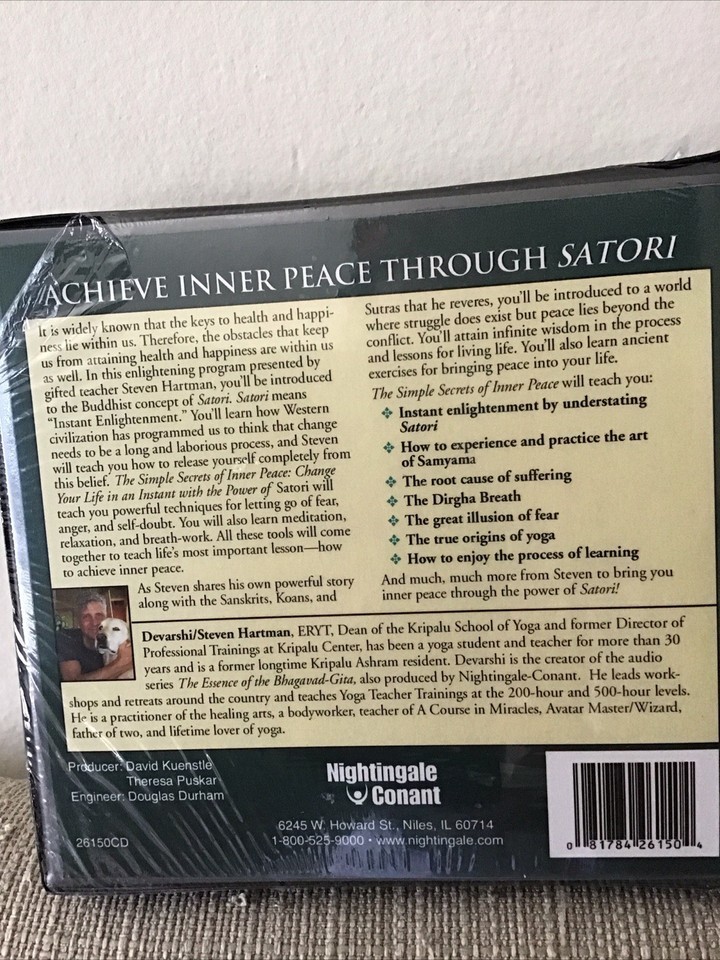 ACHIEVE INNER PEACE THROUGH SATORI
It is widely known that the keys to health and happi-
ness lie within us. Therefore, the obstacles that keep
us from attaining health and happiness are within us
as well. In this enlightening program presented by
gifted teacher Steven Hartman, you'll be introduced
to the Buddhist concept of Satori. Satori means
"Instant Enlightenment." You'll learn how Western
civilization has programmed us to think that change
needs to be a long and laborious process, and Steven
will teach you how to release yourself completely from
this belief. The Simple Secrets of Inner Peace: Change
Your Life in an Instant with the Power of Satori will
teach you powerful techniques for letting go of fear,
anger, and self-doubt. You will also learn meditation,
relaxation, and breath-work. All these tools will come
together to teach life's most important lesson—how
to achieve inner peace.
As Steven shares his own powerful story
along with the Sanskrits, Koans, and
Sutras that he reveres, you'll be introduced to a world
where struggle does exist but peace lies beyond the
conflict. You'll attain infinite wisdom in the process
and lessons for living life. You'll also learn ancient
exercises for bringing peace into your life.
The Simple Secrets of Inner Peace will teach you:
❖ Instant enlightenment by understating
Satori
❖ How to experience and practice the art
of Samyama
❖ The root cause of suffering
❖ The Dirgha Breath
❖ The great illusion of fear
❖ The true origins of yoga
❖ How to enjoy the process of learning
And much, much more from Steven to bring you
inner peace through the power of Satori!
Devarshi/Steven Hartman, ERYT, Dean of the Kripalu School of Yoga and former Director of
Professional Trainings at Kripalu Center, has been a yoga student and teacher for more than 30
years and is a former longtime Kripalu Ashram resident. Devarshi is the creator of the audio
series The Essence of the Bhagavad-Gita, also produced by Nightingale-Conant. He leads work-
shops and retreats around the country and teaches Yoga Teacher Trainings at the 200-hour and 500-hour levels.
He is a practitioner of the healing arts, a bodyworker, teacher of A Course in Miracles, Avatar Master/Wizard,
father of two, and lifetime lover of yoga.
Producer: David Kuenstle
Theresa Puskar
Engineer: Douglas Durham
26150CD
Nightingale
Conant
6245 W. Howard St., Niles, IL 60714
1-800-525-9000 • www.nightingale.com
0 81784 26150 4